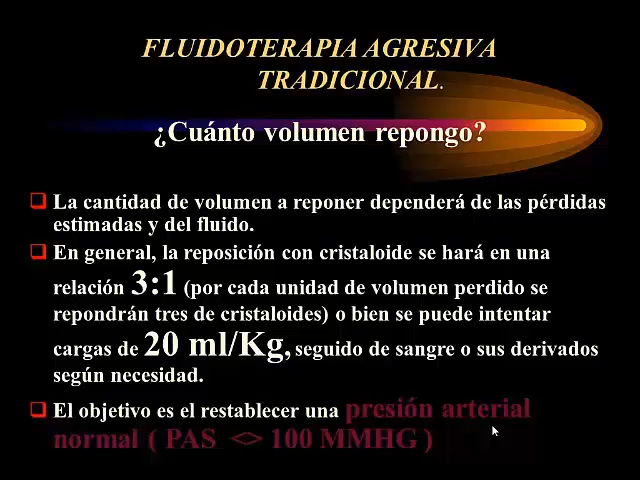 FLUIDOTERAPIA AGRESIVA
TRADICIONAL.
¿Cuánto volumen repongo?
La cantidad de volumen a reponer dependerá de las pérdidas
estimadas y del fluido.
En general, la reposición con cristaloide se hará en una
relación 3:1 (por cada unidad de volumen perdido se
repondrán tres de cristaloides) o bien se puede intentar
cargas de 20 ml/Kg, seguido de sangre o sus derivados
según necesidad.
El objetivo es el restablecer una presión arterial
normal ( PAS <> 100 MMHG )